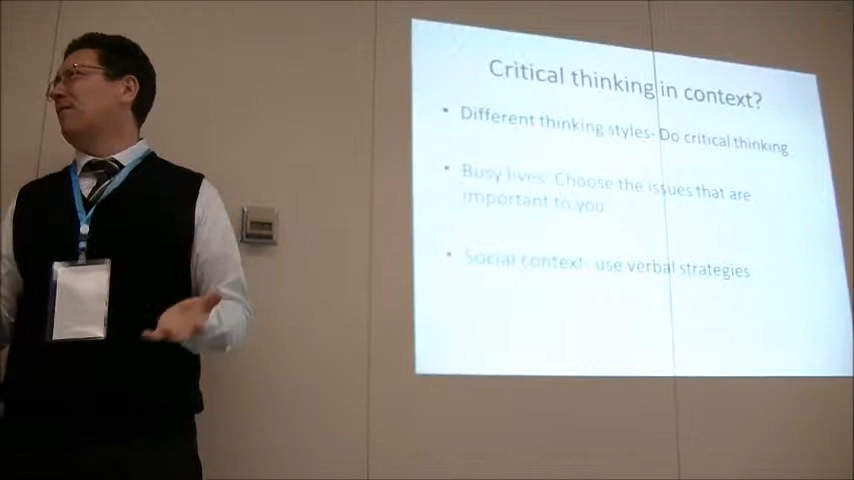 Critical thinking in context?
• Different thinking styles- Do critical thinking
• Busy lives- Choose the issues that are
important to you
• Social context- use verbal strategies